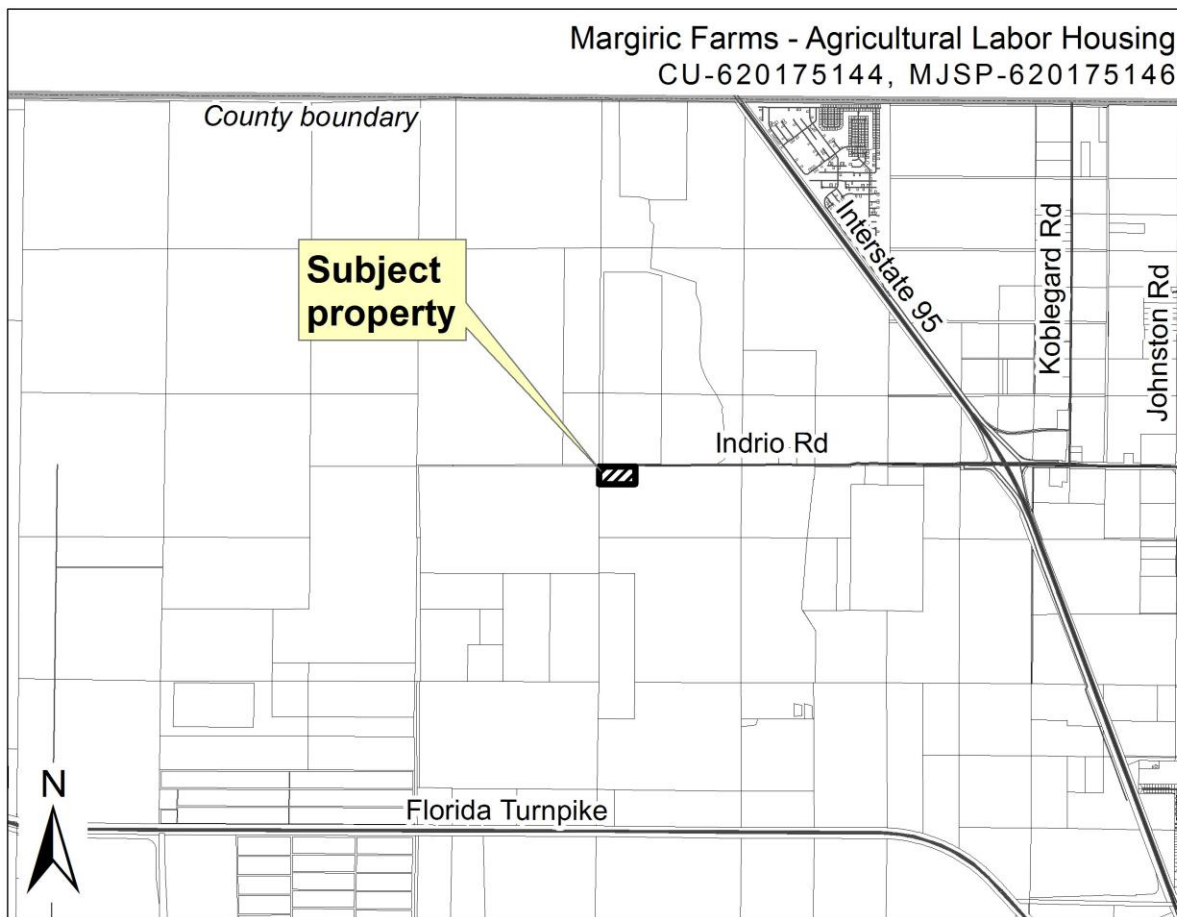 Margiric Farms - Agricultural Labor Housing
CU-620175144, MJSP-620175146
County boundary
Interstate 95
Koblegard Rd
Johnston Rd
Subject
property
Indrio Rd
N
Florida Turnpike